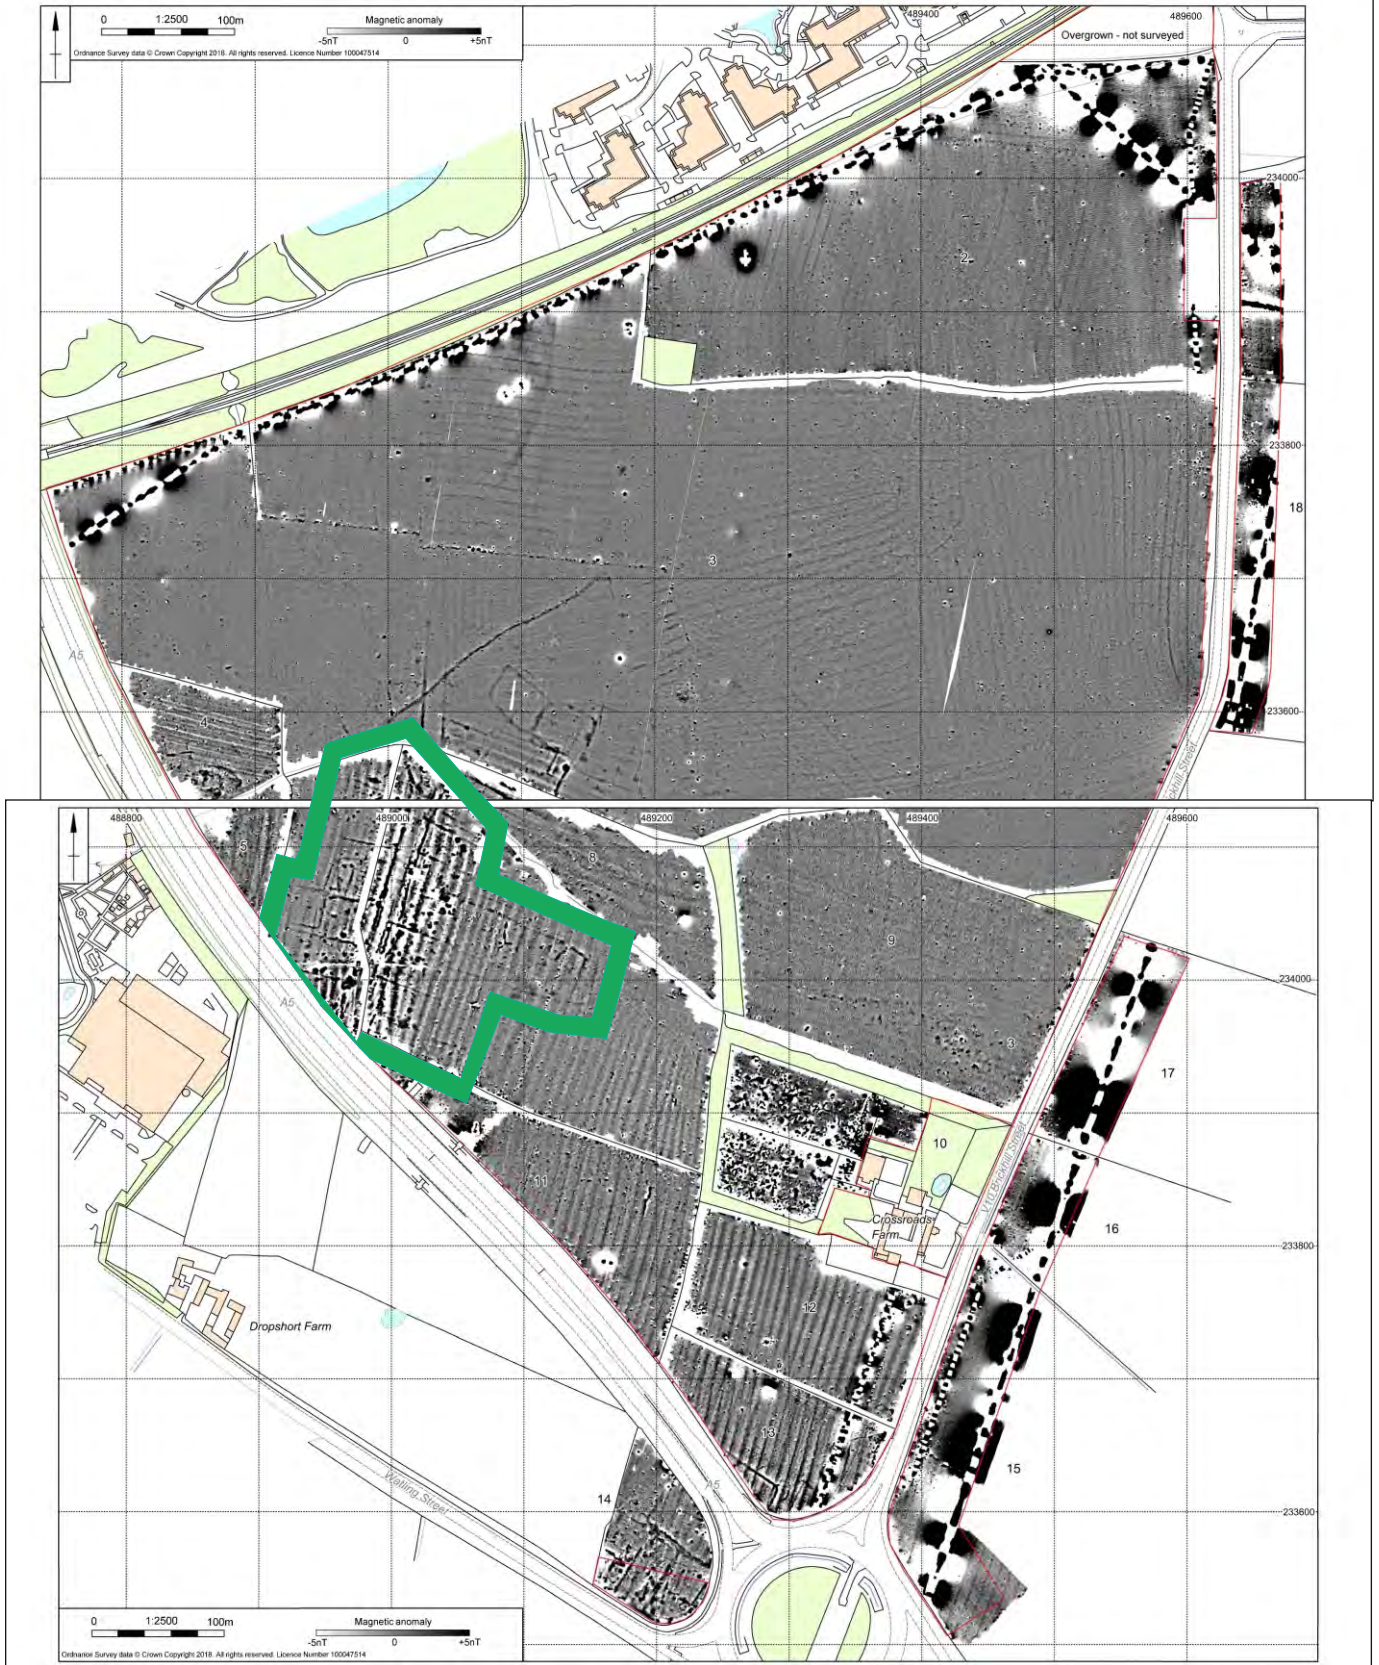 0 1:2500 100m
Magnetic anomaly
-5nT 0 +5nT
Ordnance Survey data © Crown Copyright 2018. All rights reserved. Licence Number 100047514
489400
489600
Overgrown - not surveyed
234000
2
233800
18
3
A5
4
233600
V10 Brickhill Street
488800
489000
489200
489400
489600
5
8
9
234000
A5
3
17
10
11
Crossroads
Farm
16
233800
12
Dropshort Farm
13
15
A5
14
Watling Street
233600
0 1:2500 100m
Magnetic anomaly
-5nT 0 +5nT
Ordnance Survey data © Crown Copyright 2018. All rights reserved. Licence Number 100047514